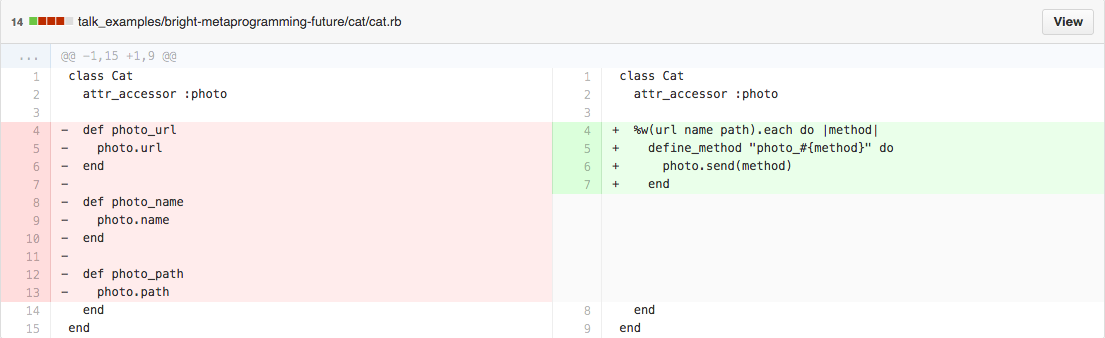 14 talk_examples/bright-metaprogramming-future/cat/cat.rb View
... @@ -1,15 +1,9 @@
1 class Cat 1 class Cat
2 attr_accessor :photo 2 attr_accessor :photo
3 3
4 - def photo_url 4 + %w(url name path).each do |method|
5 - photo.url 5 + define_method "photo_#{method}" do
6 - end 6 + photo.send(method)
7 - 7 + end
8 - def photo_name
9 - photo.name
10 - end
11 -
12 - def photo_path
13 - photo.path
14 end 8 end
15 end 9 end